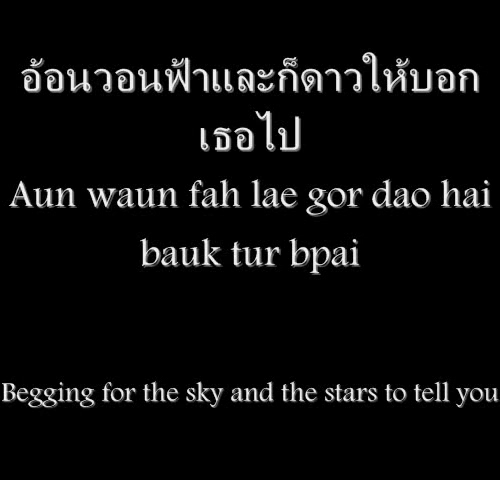 อ้อนวอนฟ้าและก็ดาวให้บอก
เธอไป
Aun waun fah lae gor dao hai
bauk tur bpai
Begging for the sky and the stars to tell you